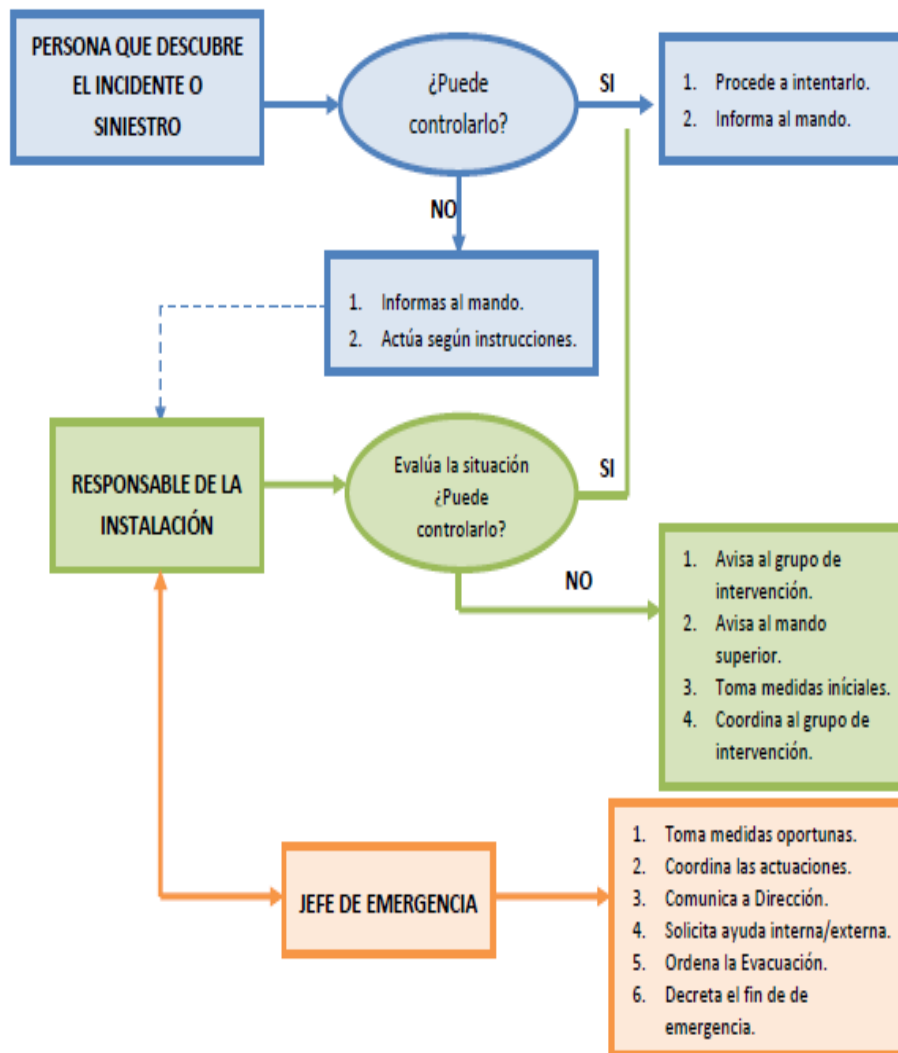 PERSONA QUE DESCUBRE
EL INCIDENTE O
SINIESTRO
¿Puede
controlarlo?
SI
1. Procede a intentarlo.
2. Informa al mando.
NO
1. Informas al mando.
2. Actúa según instrucciones.
RESPONSABLE DE LA
INSTALACIÓN
Evalúa la situación
¿Puede
controlarlo?
SI
NO
1. Avisa al grupo de
intervención.
2. Avisa al mando
superior.
3. Toma medidas iníciales.
4. Coordina al grupo de
intervención.
JEFE DE EMERGENCIA
1. Toma medidas oportunas.
2. Coordina las actuaciones.
3. Comunica a Dirección.
4. Solicita ayuda interna/externa.
5. Ordena la Evacuación.
6. Decreta el fin de de
emergencia.